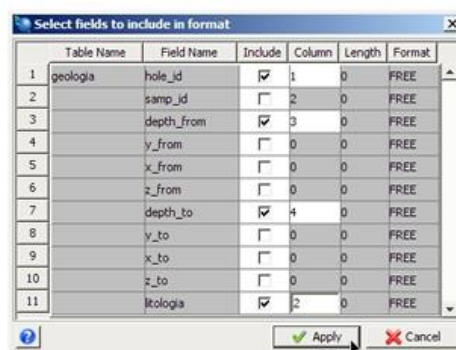 Select fields to include in format
Table Name Field Name Include Column Length Format
1 geologia hole_id 1 0 FREE
2 samp_id 2 0 FREE
3 depth_from 3 0 FREE
4 y_from 0 0 FREE
5 x_from 0 0 FREE
6 z_from 0 0 FREE
7 depth_to 4 0 FREE
8 y_to 0 0 FREE
9 x_to 0 0 FREE
10 z_to 0 0 FREE
11 litologia 2 0 FREE
Apply Cancel